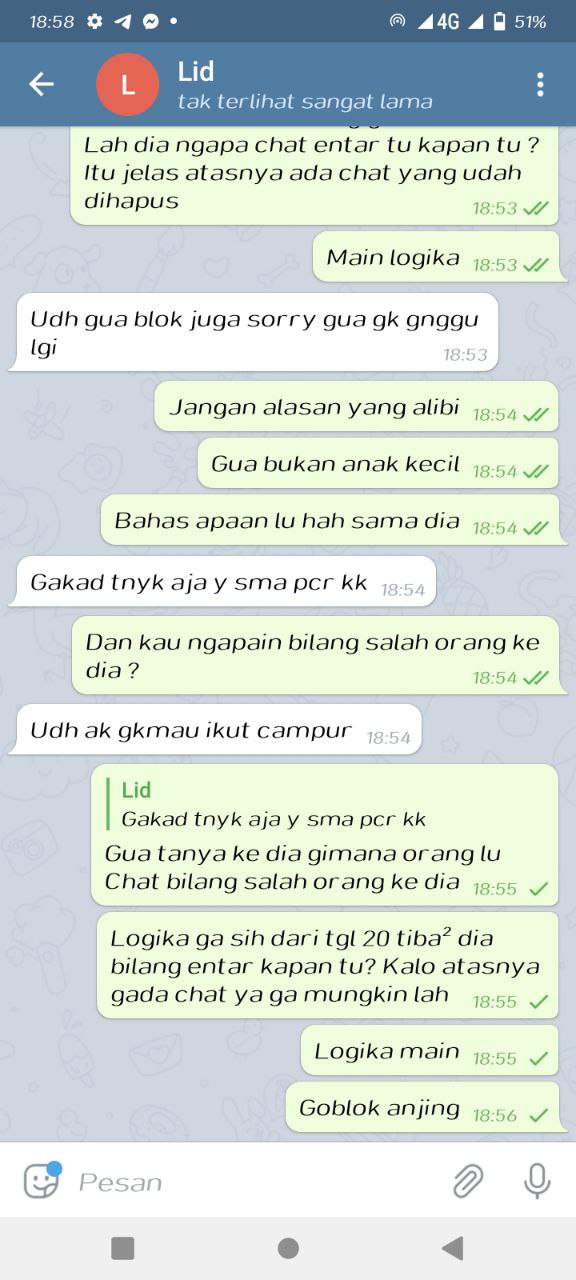 18:58
4G
51%
L
Lid
tak terlihat sangat lama
Lah dia ngapa chat entar tu kapan tu ?
Itu jelas atasnya ada chat yang udah
dihapus
18:53
Main logika
18:53
Udh gua blok juga sorry gua gk gnggu
lgi
18:53
Jangan alasan yang alibi
18:54
Gua bukan anak kecil
18:54
Bahas apaan lu hah sama dia
18:54
Gakad tnyk aja y sma pcr kk
18:54
Dan kau ngapain bilang salah orang ke
dia ?
18:54
Udh ak gkmau ikut campur
18:54
Lid
Gakad tnyk aja y sma pcr kk
Gua tanya ke dia gimana orang lu
Chat bilang salah orang ke dia
18:55
Logika ga sih dari tgl 20 tiba² dia
bilang entar kapan tu? Kalo atasnya
gada chat ya ga mungkin lah
18:55
Logika main
18:55
Goblok anjing
18:56
Pesan